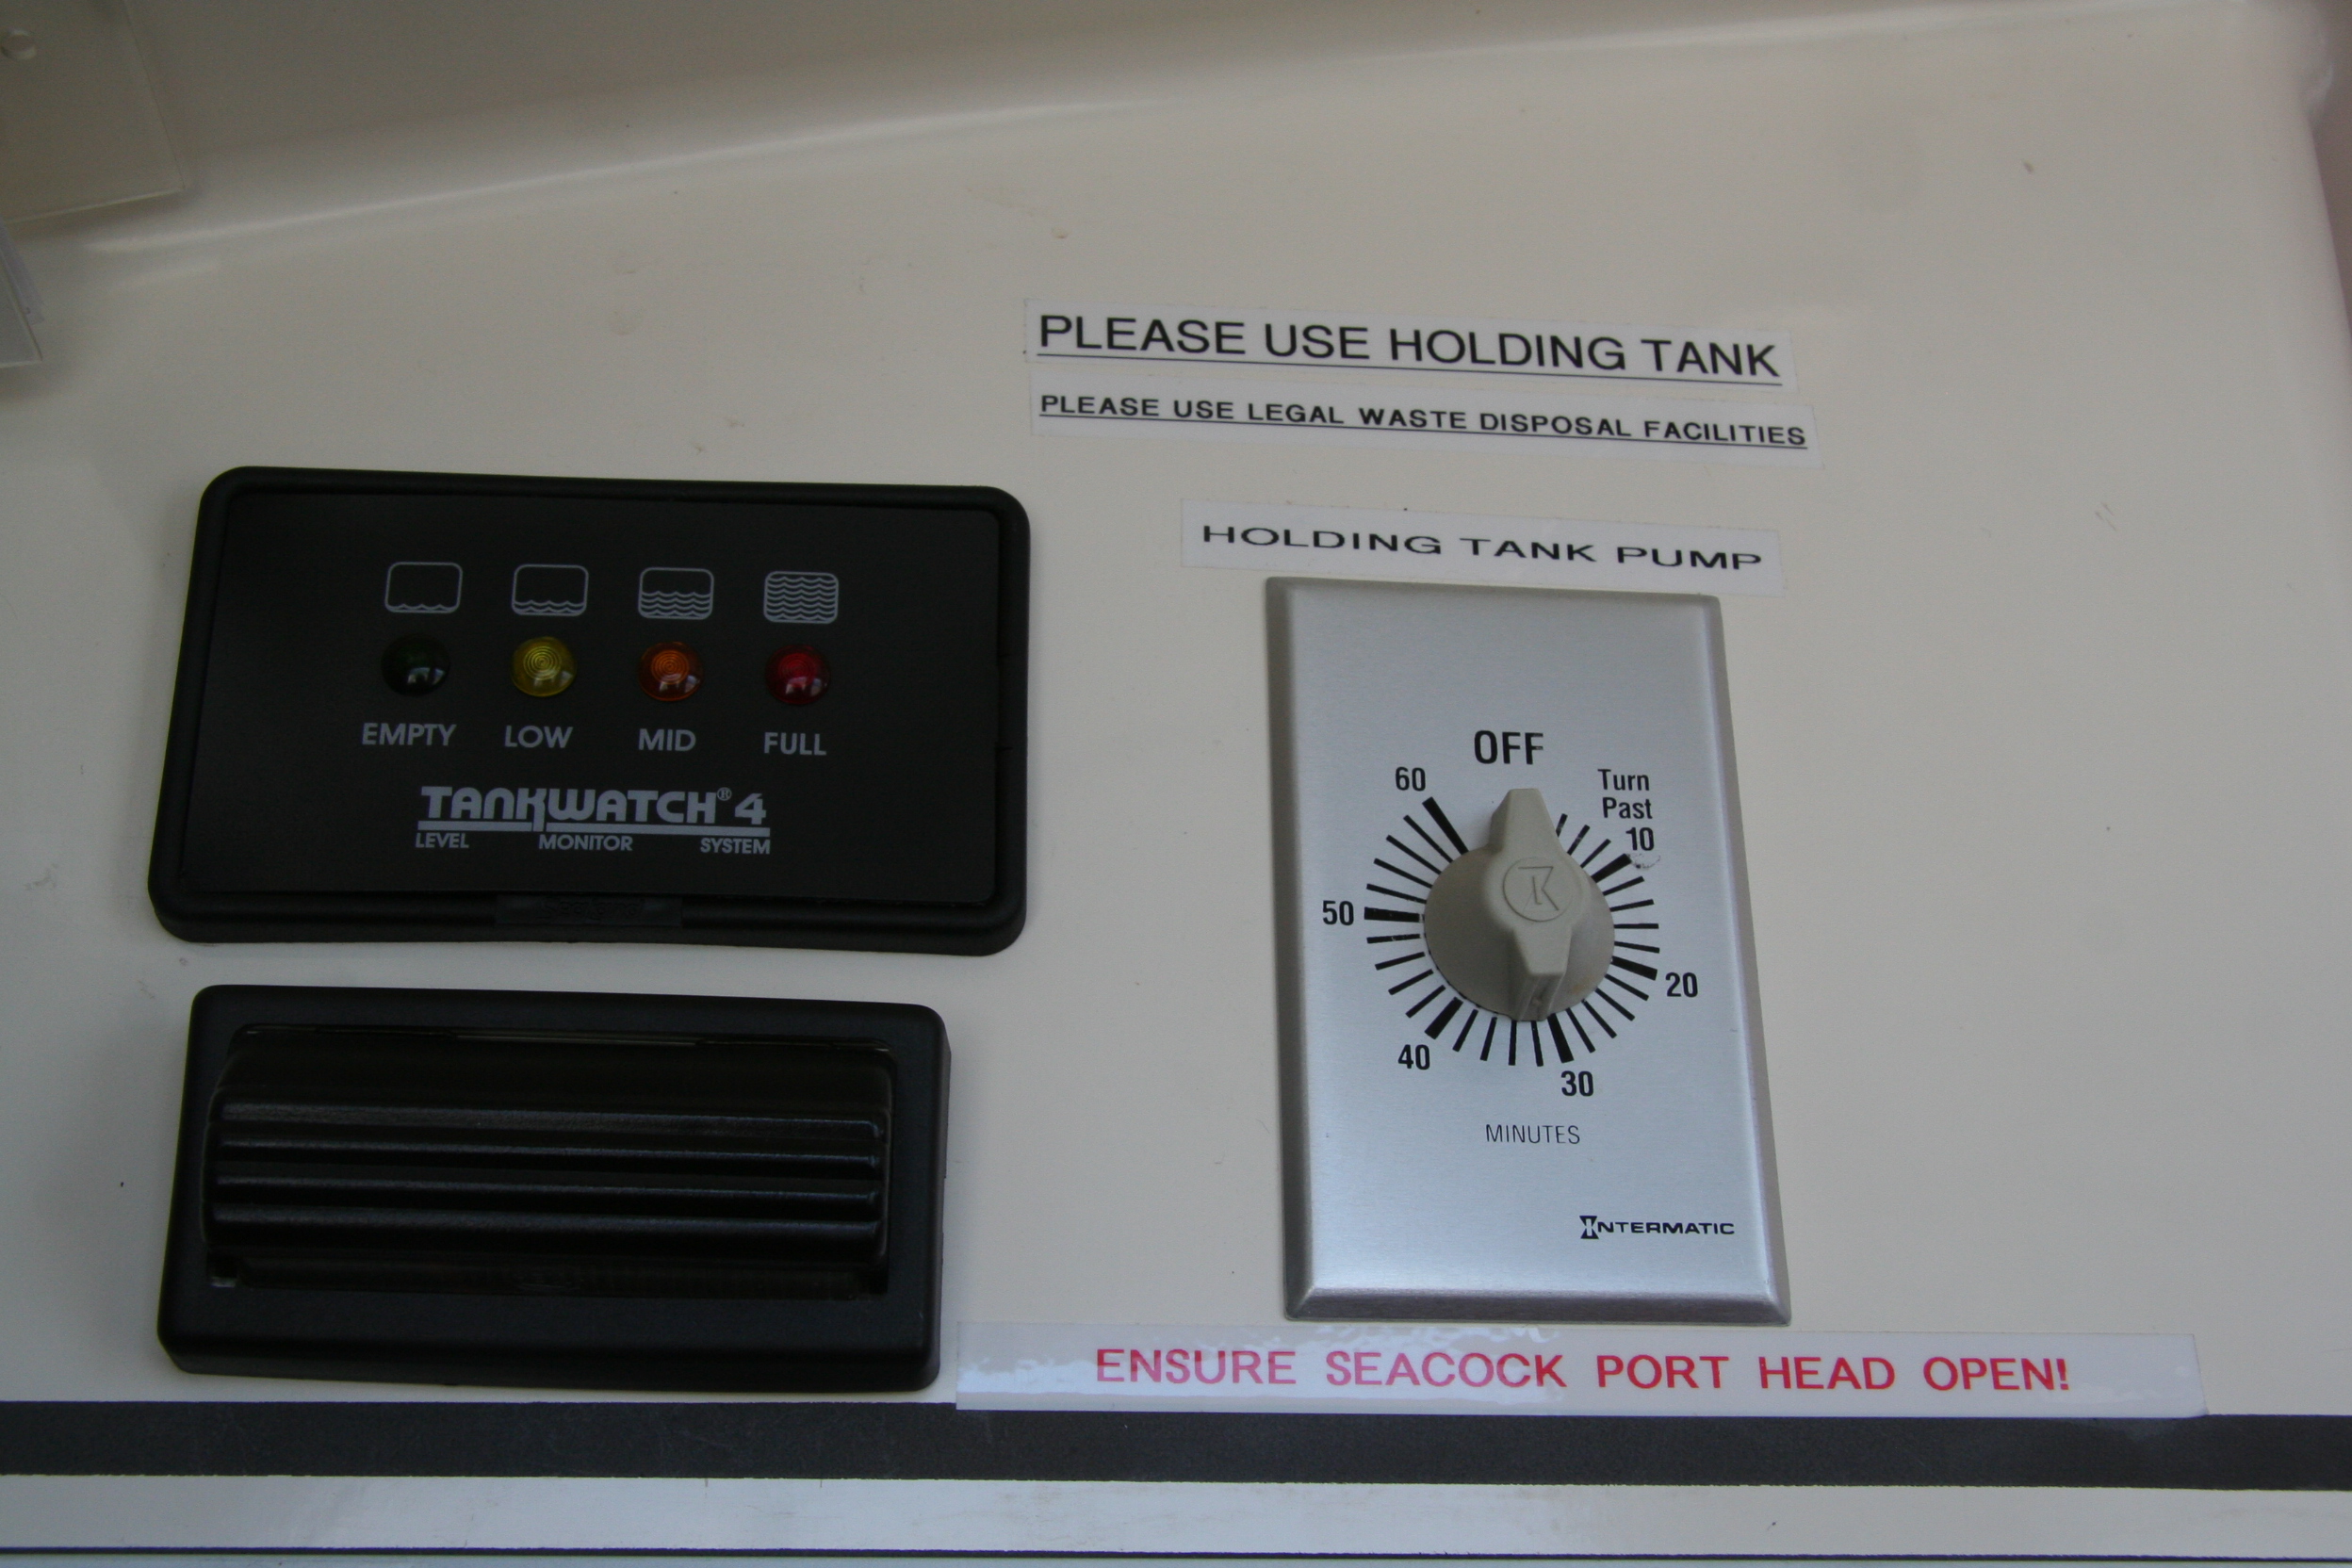 PLEASE USE HOLDING TANK
PLEASE USE LEGAL WASTE DISPOSAL FACILITIES
HOLDING TANK PUMP
EMPTY LOW MID FULL
TANKWATCH® 4
LEVEL MONITOR SYSTEM
OFF
Turn
Past
10
20
30
40
50
60
MINUTES
INTERMATIC
ENSURE SEACOCK PORT HEAD OPEN!